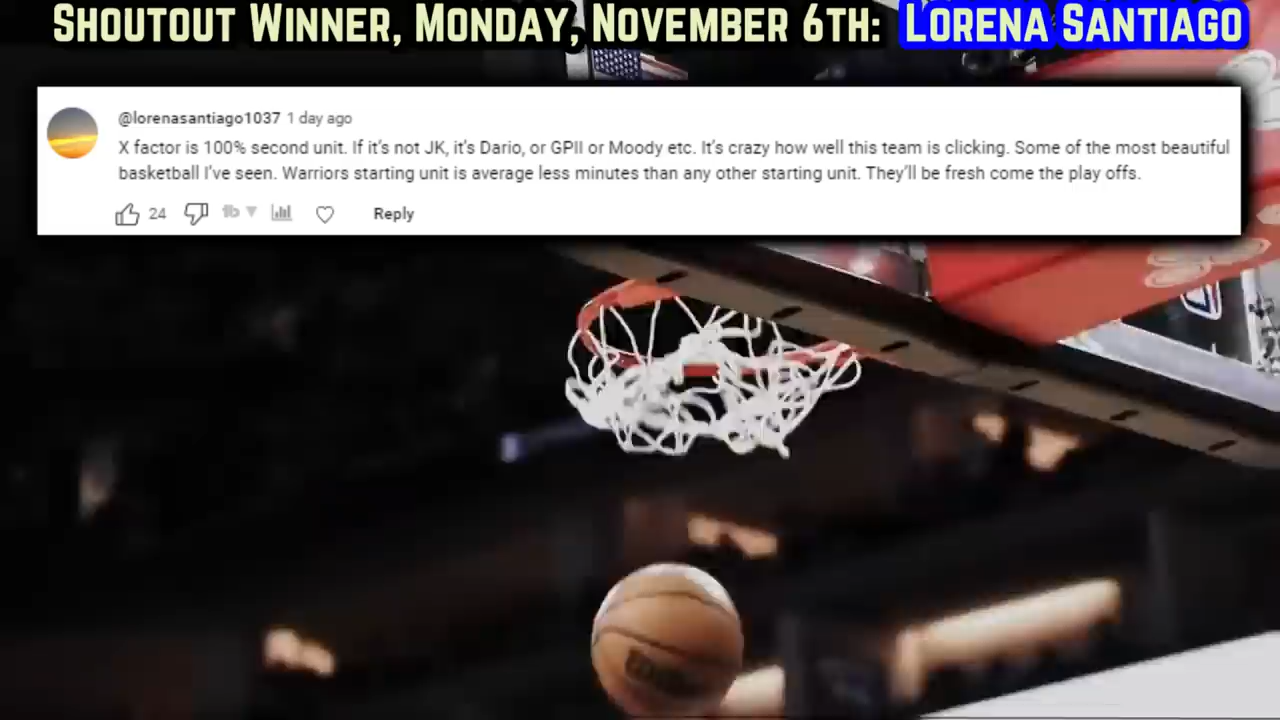 Shoutout Winner, Monday, November 6th: Lorena Santiago
@lorenasantiago1037 1 day ago
X factor is 100% second unit. If it's not JK, it's Dario, or GPII or Moody etc. It's crazy how well this team is clicking. Some of the most beautiful
basketball I've seen. Warriors starting unit is average less minutes than any other starting unit. They'll be fresh come the play offs.
24 Reply